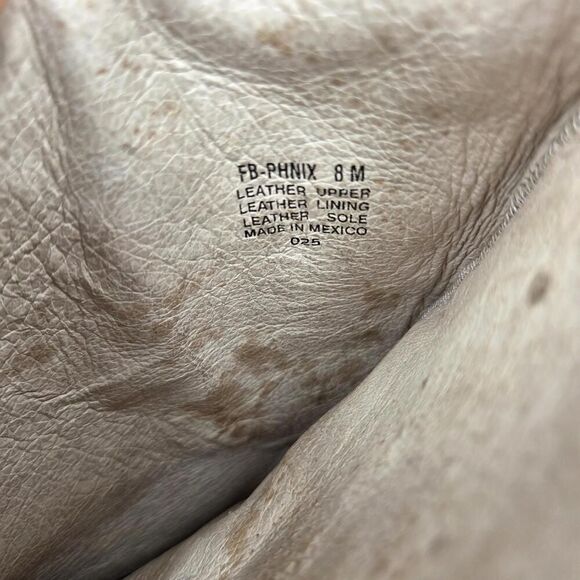 FB-PHNIX 8 M
LEATHER UPPER
LEATHER LINING
LEATHER SOLE
MADE IN MEXICO
025